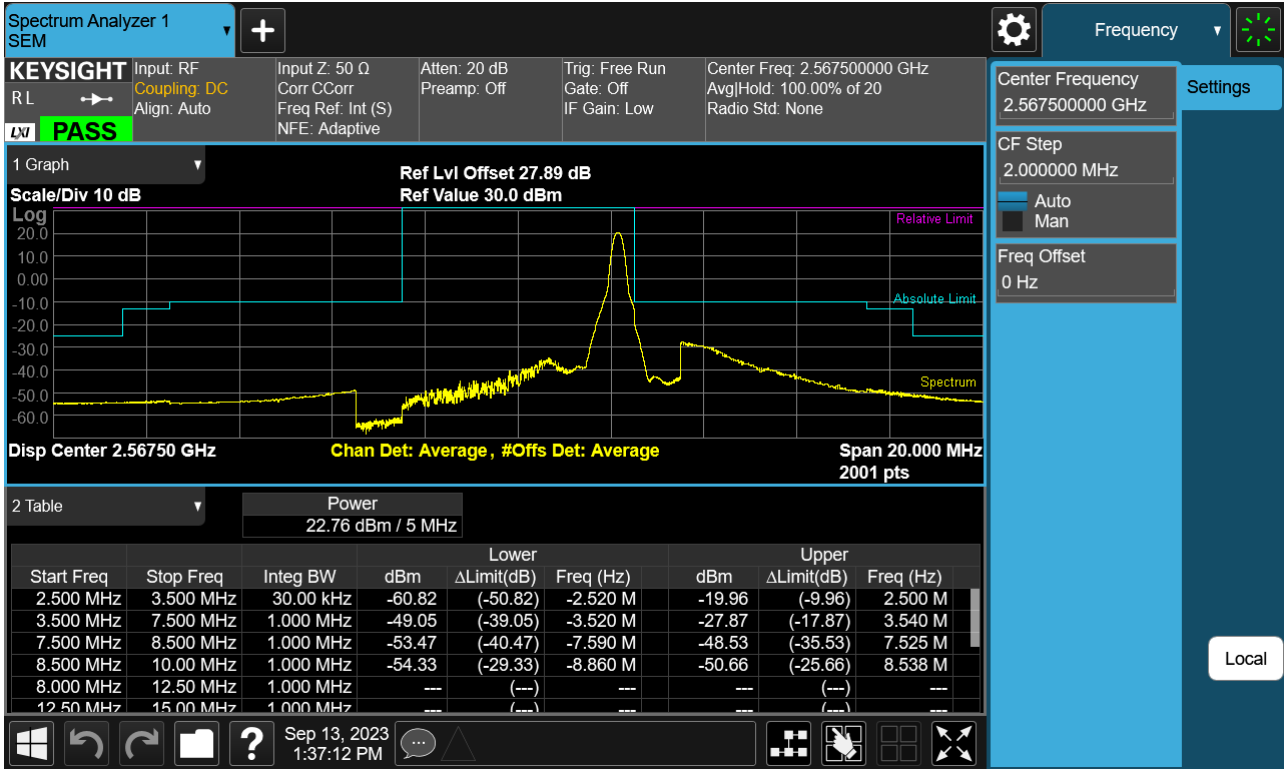 Spectrum Analyzer 1
SEM
Frequency
KEYSIGHT
R L
LXI
PASS
Input: RF
Coupling: DC
Align: Auto
Input Z: 50 Ω
Corr CCorr
Freq Ref: Int (S)
NFE: Adaptive
Atten: 20 dB
Preamp: Off
Trig: Free Run
Gate: Off
IF Gain: Low
Center Freq: 2.567500000 GHz
Avg|Hold: 100.00% of 20
Radio Std: None
Center Frequency
2.567500000 GHz
Settings
CF Step
2.000000 MHz
Auto
Man
Freq Offset
0 Hz
1 Graph
Ref Lvl Offset 27.89 dB
Scale/Div 10 dB
Ref Value 30.0 dBm
Log
Relative Limit
20.0
10.0
0.00
-10.0
Absolute Limit
-20.0
-30.0
-40.0
Spectrum
-50.0
-60.0
Disp Center 2.56750 GHz
Chan Det: Average , #Offs Det: Average
Span 20.000 MHz
2001 pts
2 Table
Power
22.76 dBm / 5 MHz
Lower Upper
Start Freq Stop Freq Integ BW dBm ΔLimit(dB) Freq (Hz) dBm ΔLimit(dB) Freq (Hz)
2.500 MHz 3.500 MHz 30.00 kHz -60.82 (-50.82) -2.520 M -19.96 (-9.96) 2.500 M
3.500 MHz 7.500 MHz 1.000 MHz -49.05 (-39.05) -3.520 M -27.87 (-17.87) 3.540 M
7.500 MHz 8.500 MHz 1.000 MHz -53.47 (-40.47) -7.590 M -48.53 (-35.53) 7.525 M
8.500 MHz 10.00 MHz 1.000 MHz -54.33 (-29.33) -8.860 M -50.66 (-25.66) 8.538 M
8.000 MHz 12.50 MHz 1.000 MHz --- (---) --- --- (---) ---
12.50 MHz 15.00 MHz 1.000 MHz --- (---) --- --- (---) ---
Local
?
Sep 13, 2023
1:37:12 PM